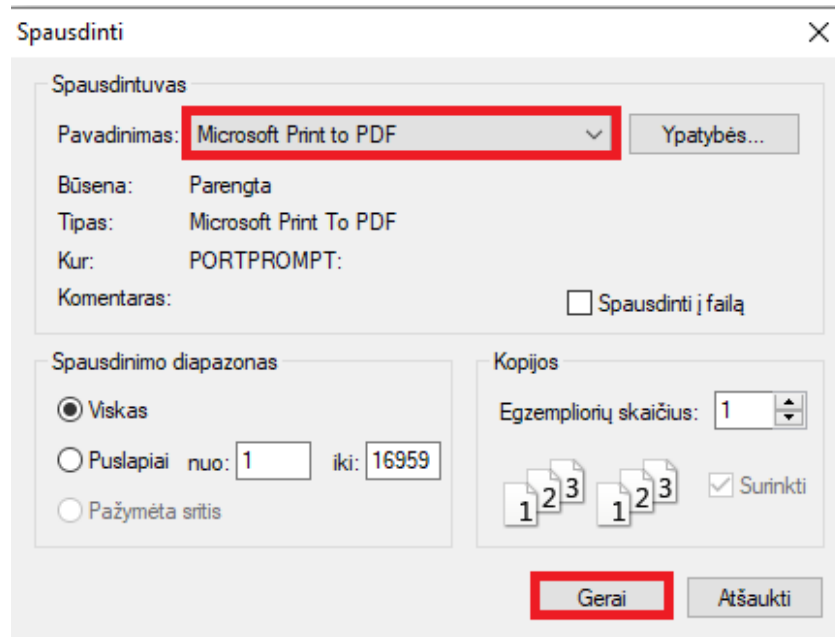 Spausdinti
Spausdintuvas
Pavadinimas: Microsoft Print to PDF Ypatybės...
Būsena: Parengta
Tipas: Microsoft Print To PDF
Kur: PORTPROMPT:
Komentaras: Spausdinti į failą
Spausdinimo diapazonas
Viskas
Puslapiai nuo: 1 iki: 16959
Pažymėta sritis
Kopijos
Egzempliorių skaičius: 1
1 2 3 1 2 3 Surinkti
Gerai Atšaukti